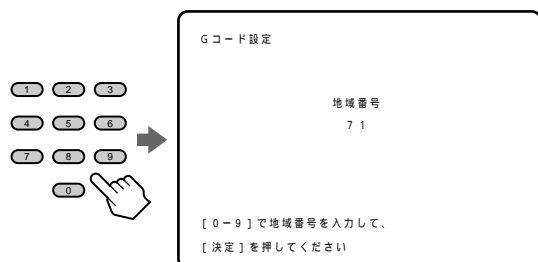 Gコード設定
地域番号
71
1 2 3
4 5 6
7 8 9
0
[0-9]で地域番号を入力して、
[決定]を押してください